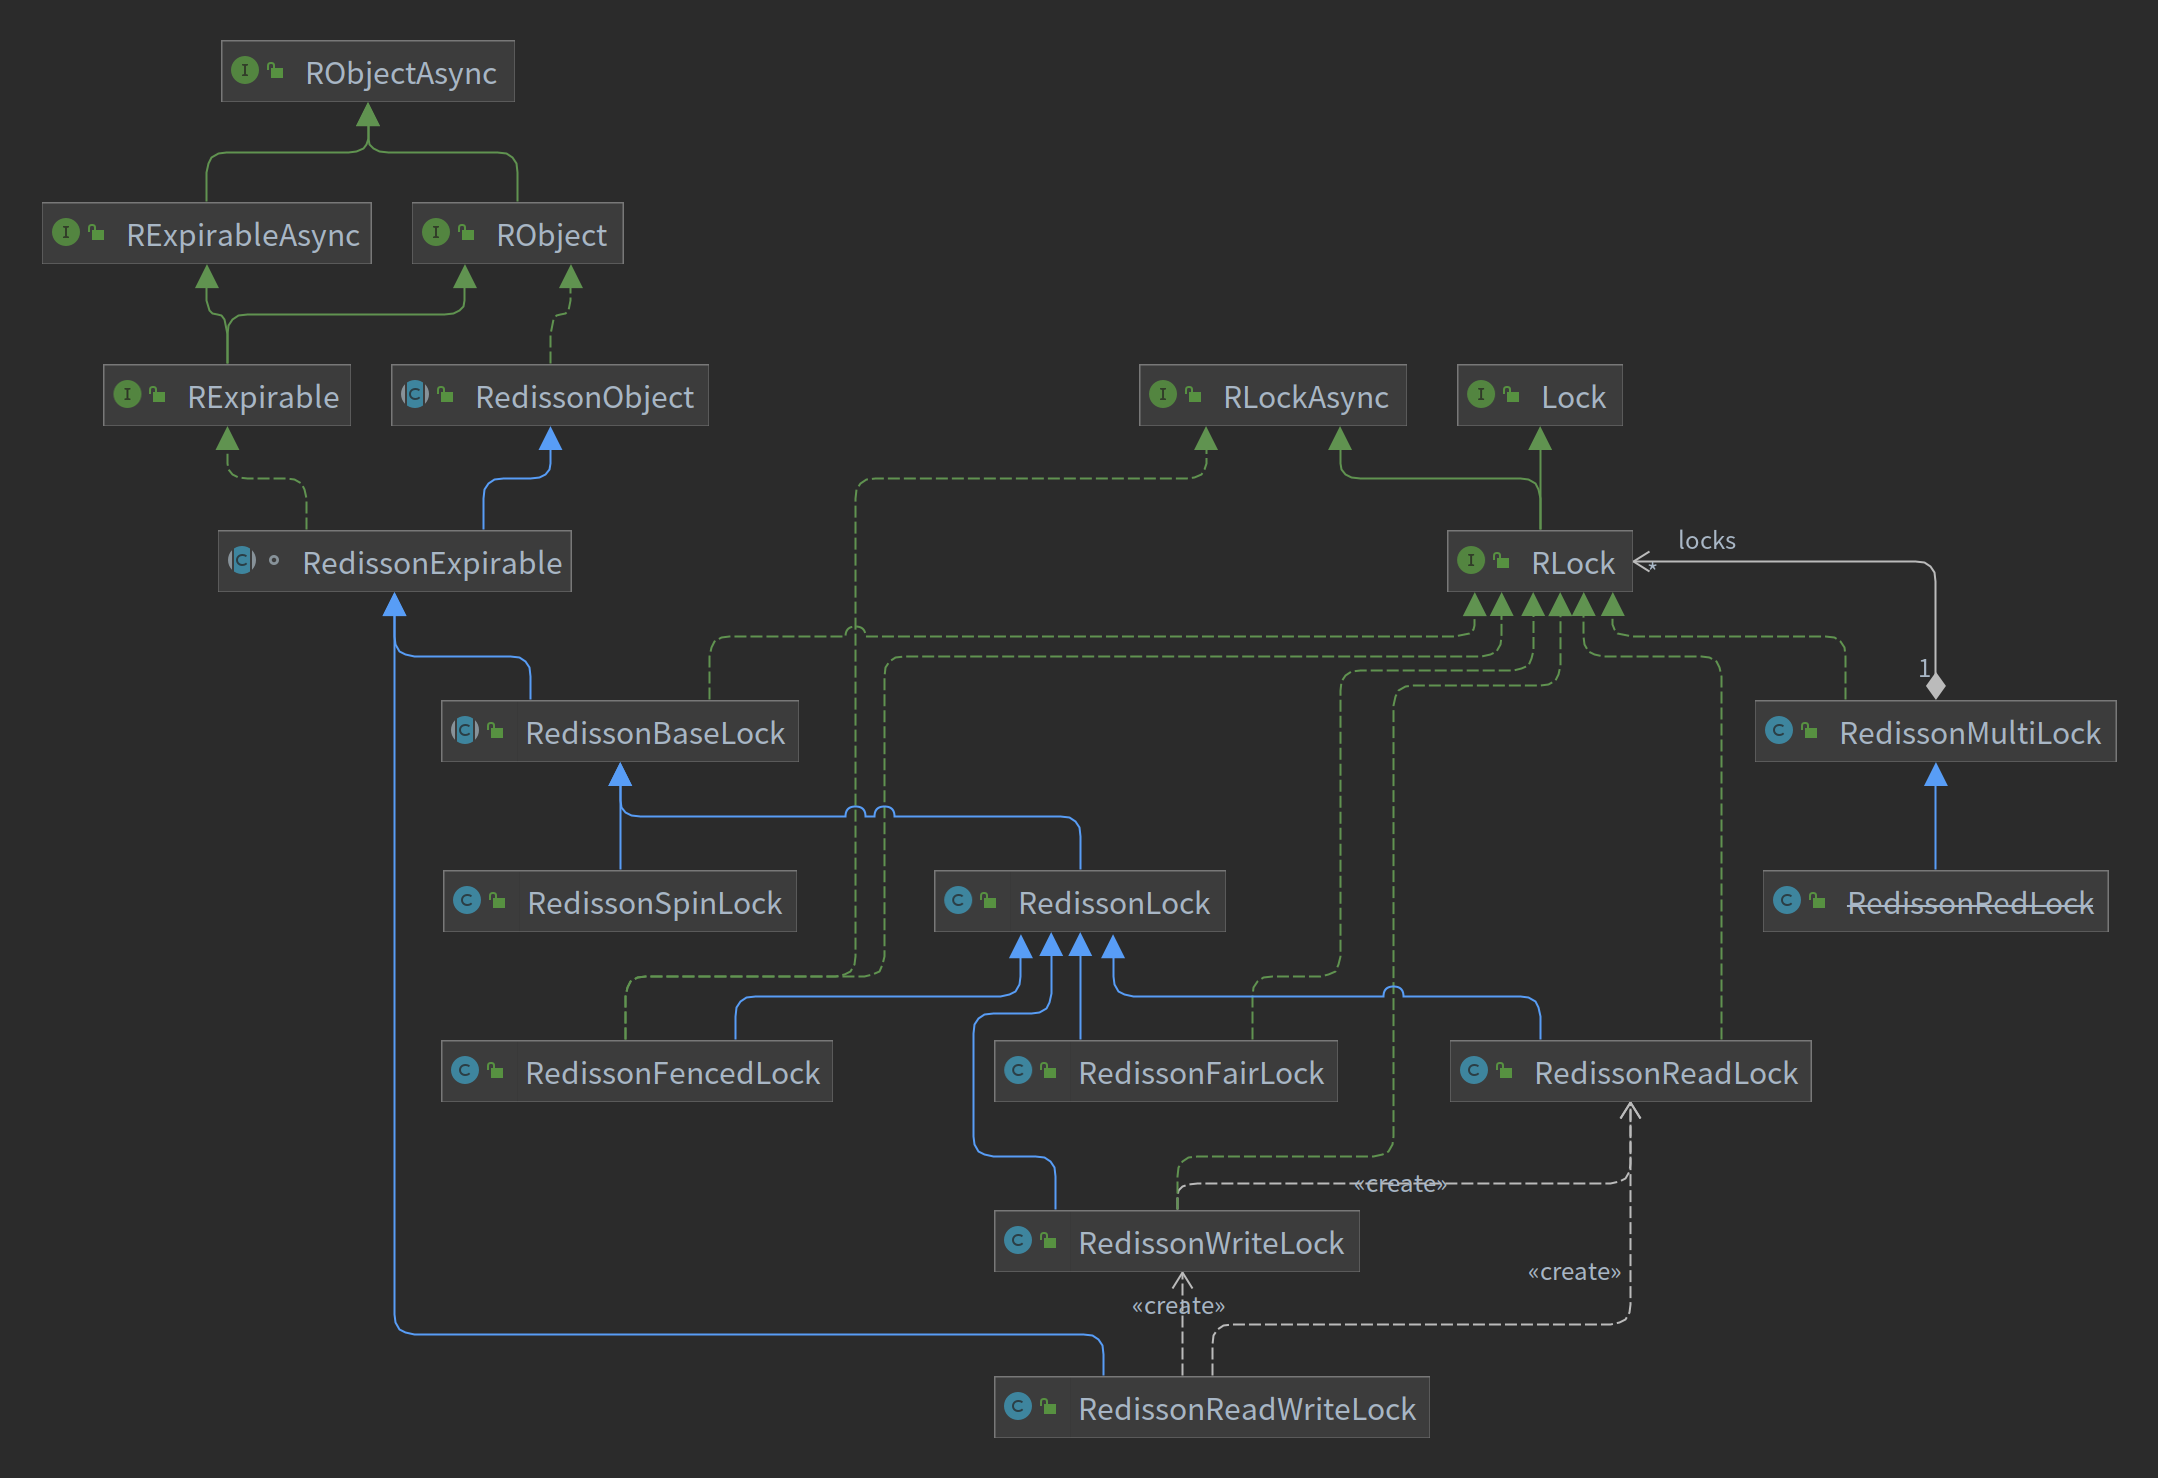 RObjectAsync
RExpirableAsync
RObject
RExpirable
RedissonObject
RLockAsync
Lock
RedissonExpirable
RLock
locks
*
1
RedissonBaseLock
RedissonMultiLock
RedissonSpinLock
RedissonLock
RedissonRedLock
RedissonFencedLock
RedissonFairLock
RedissonReadLock
«create»
RedissonWriteLock
«create»
«create»
RedissonReadWriteLock